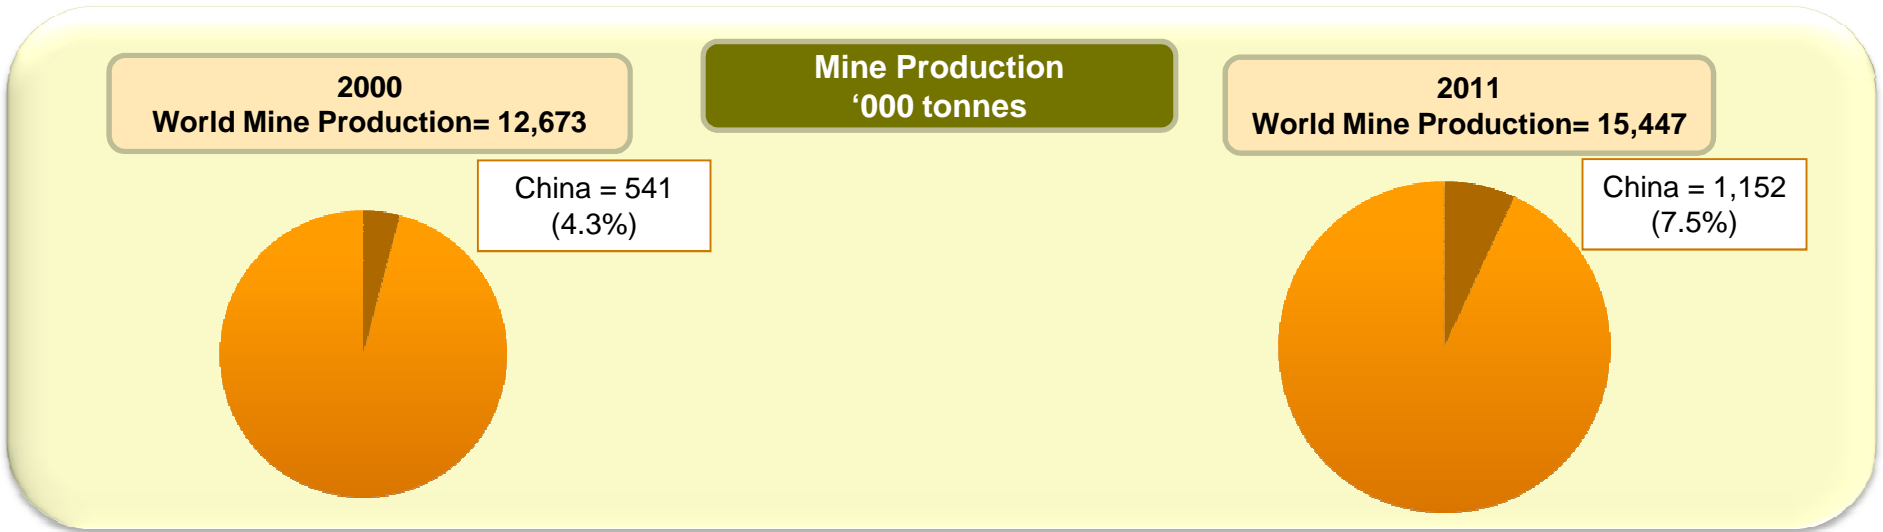 Mine Production
‘000 tonnes
2000
World Mine Production= 12,673
China = 541
(4.3%)
2011
World Mine Production= 15,447
China = 1,152
(7.5%)